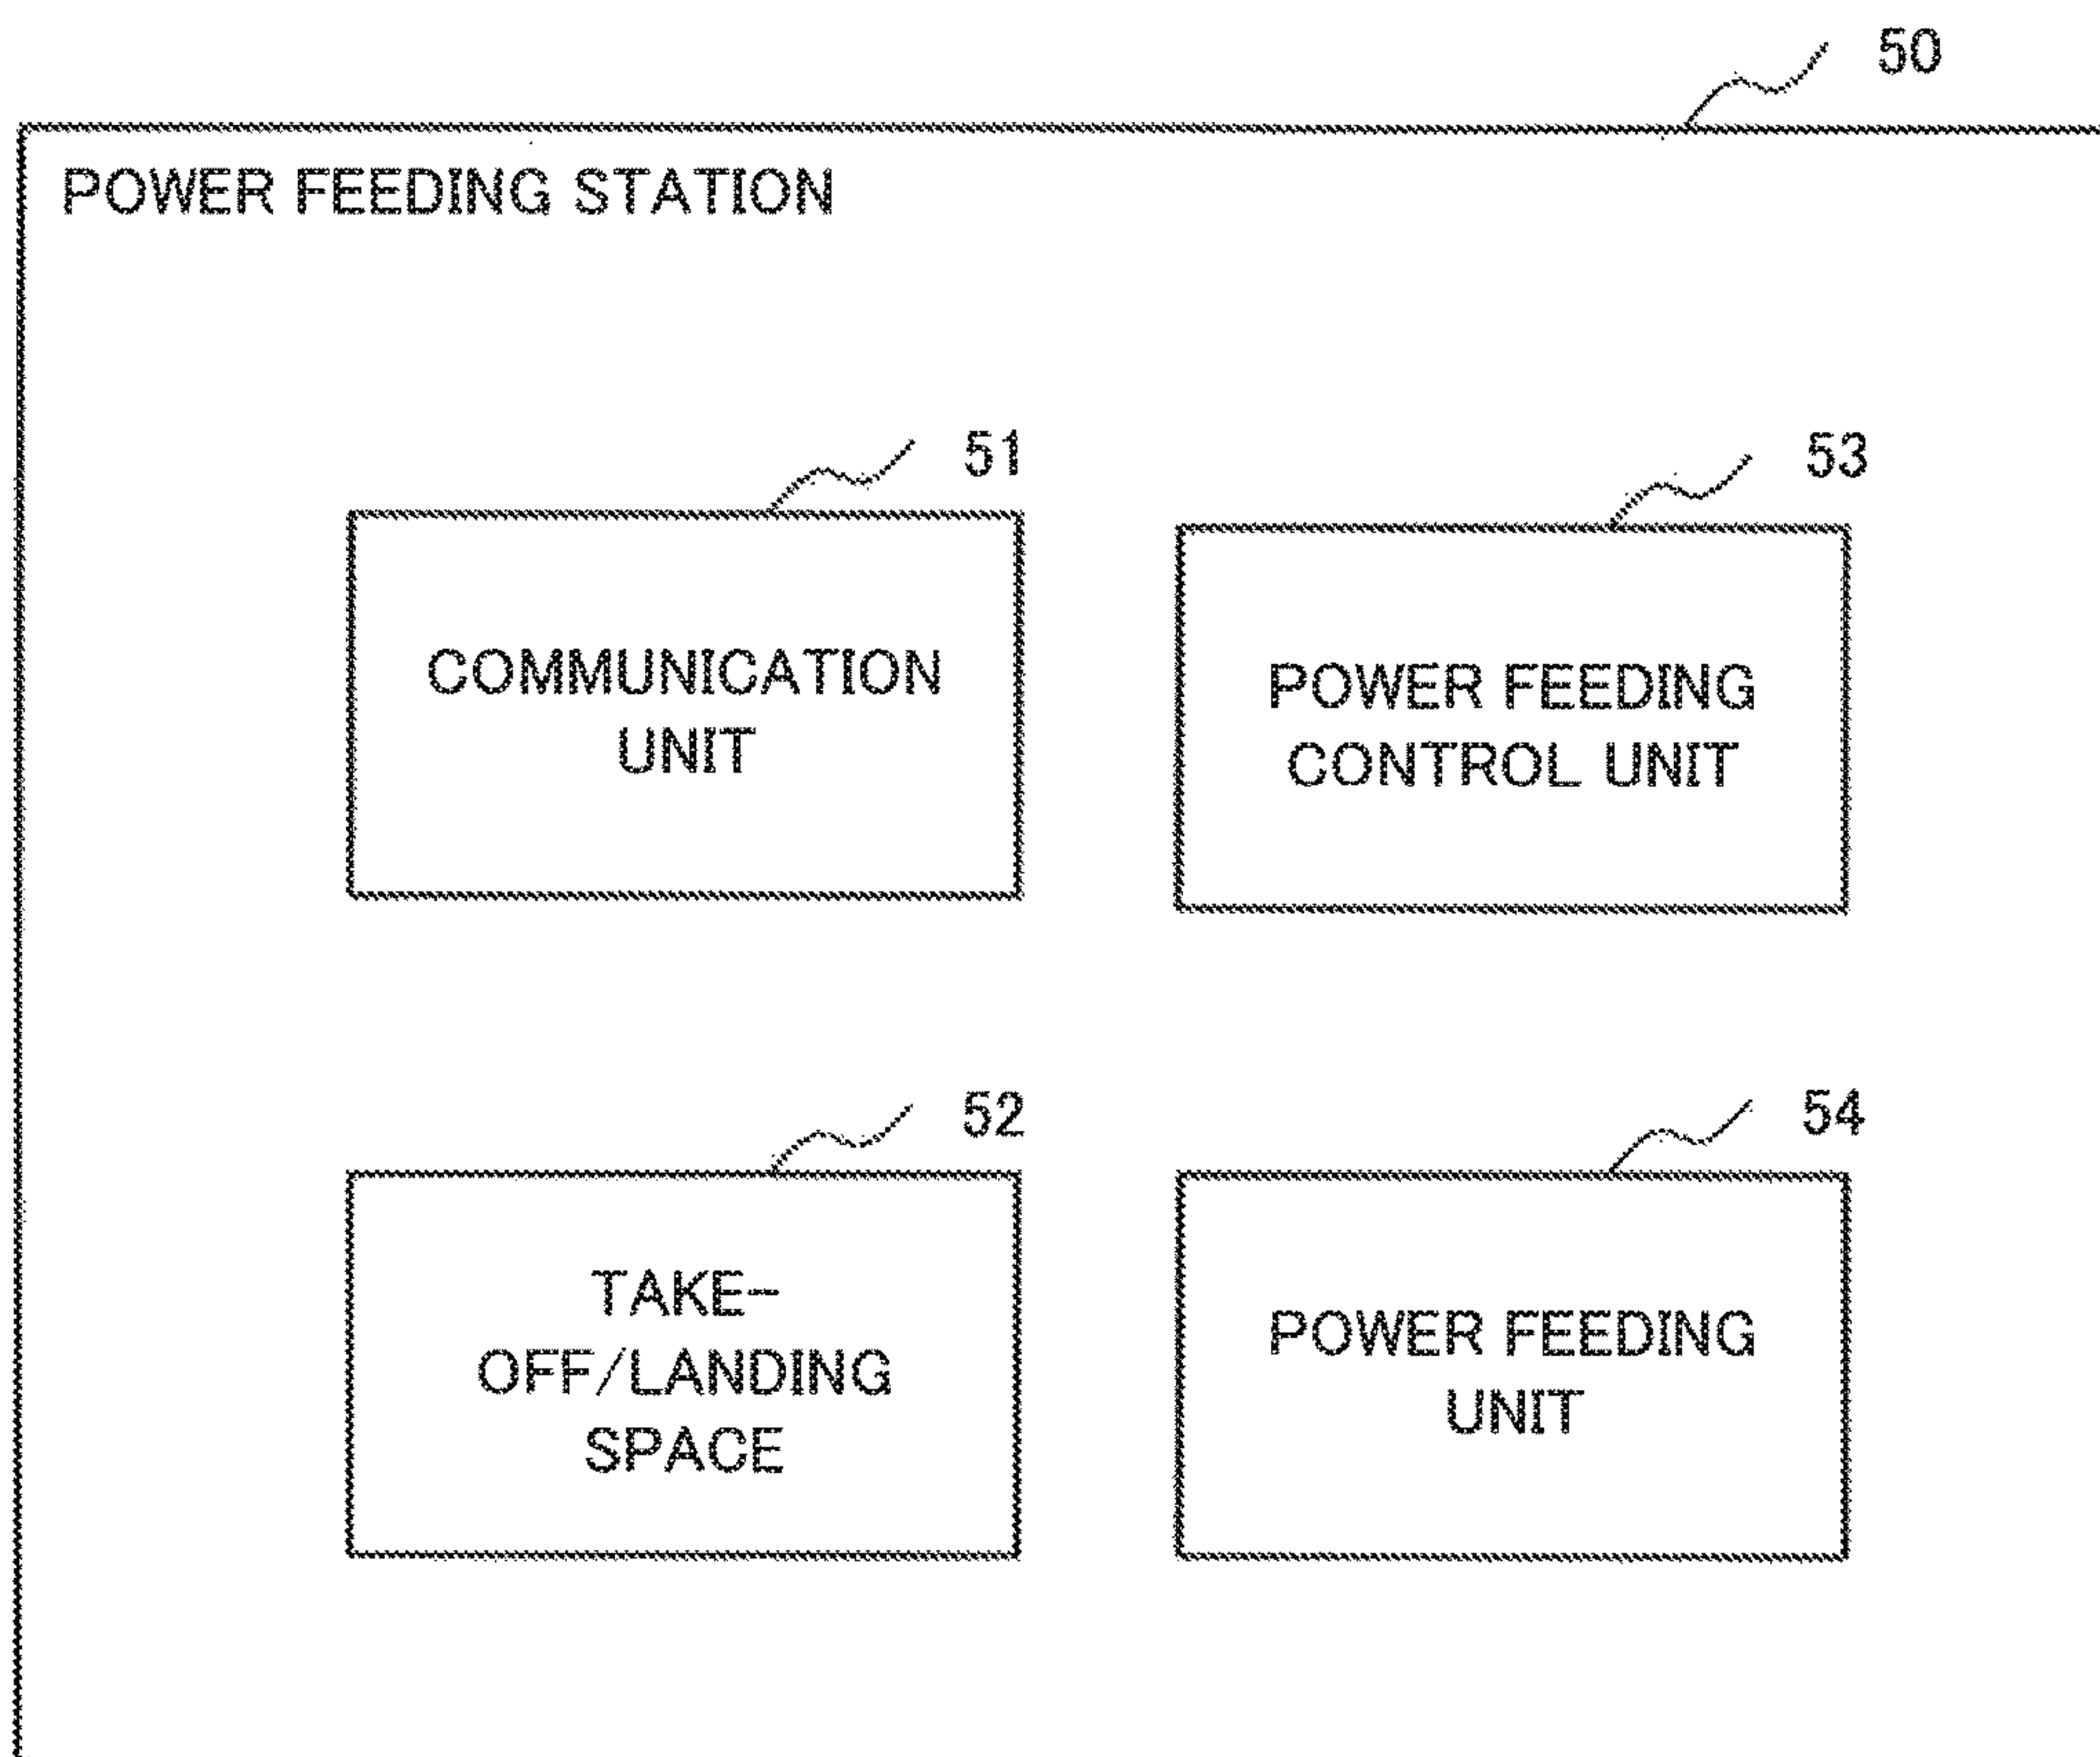 50
POWER FEEDING STATION
51
COMMUNICATION
UNIT
53
POWER FEEDING
CONTROL UNIT
52
TAKE-
OFF/LANDING
SPACE
54
POWER FEEDING
UNIT